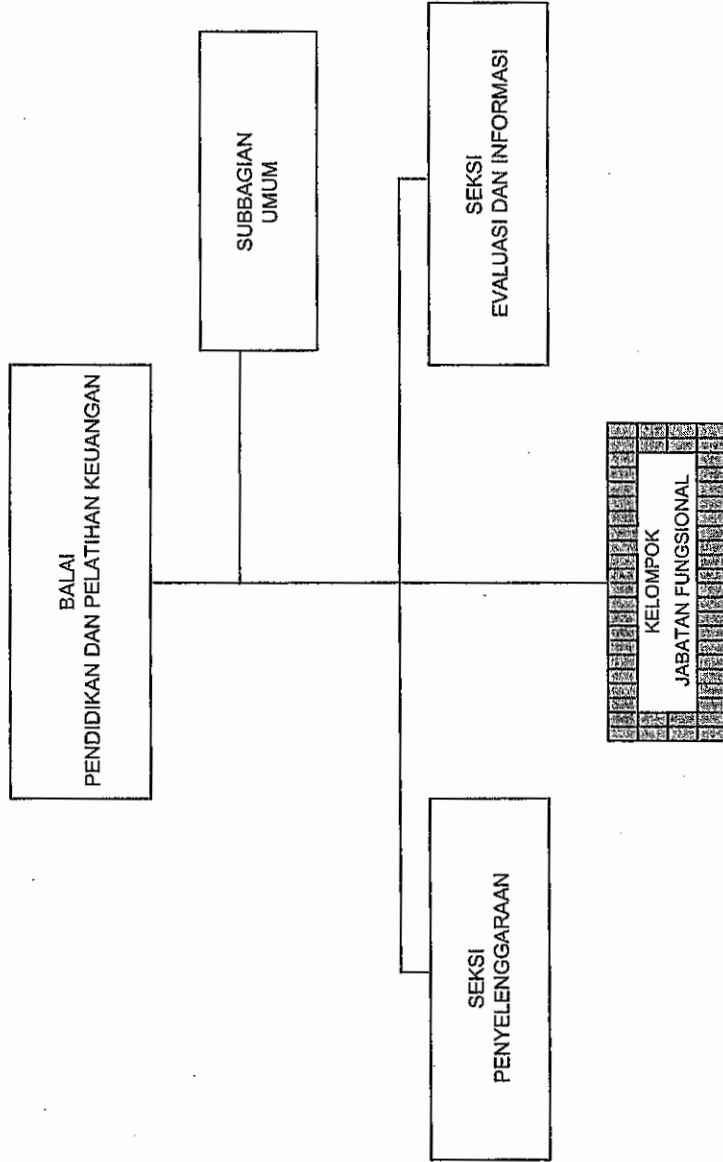 BALAI
PENDIDIKAN DAN PELATIHAN KEUANGAN
SUBBAGIAN
UMUM
SEKSI
PENYELENGGARAAN
SEKSI
EVALUASI DAN INFORMASI
KELOMPOK
JABATAN FUNGSIONAL